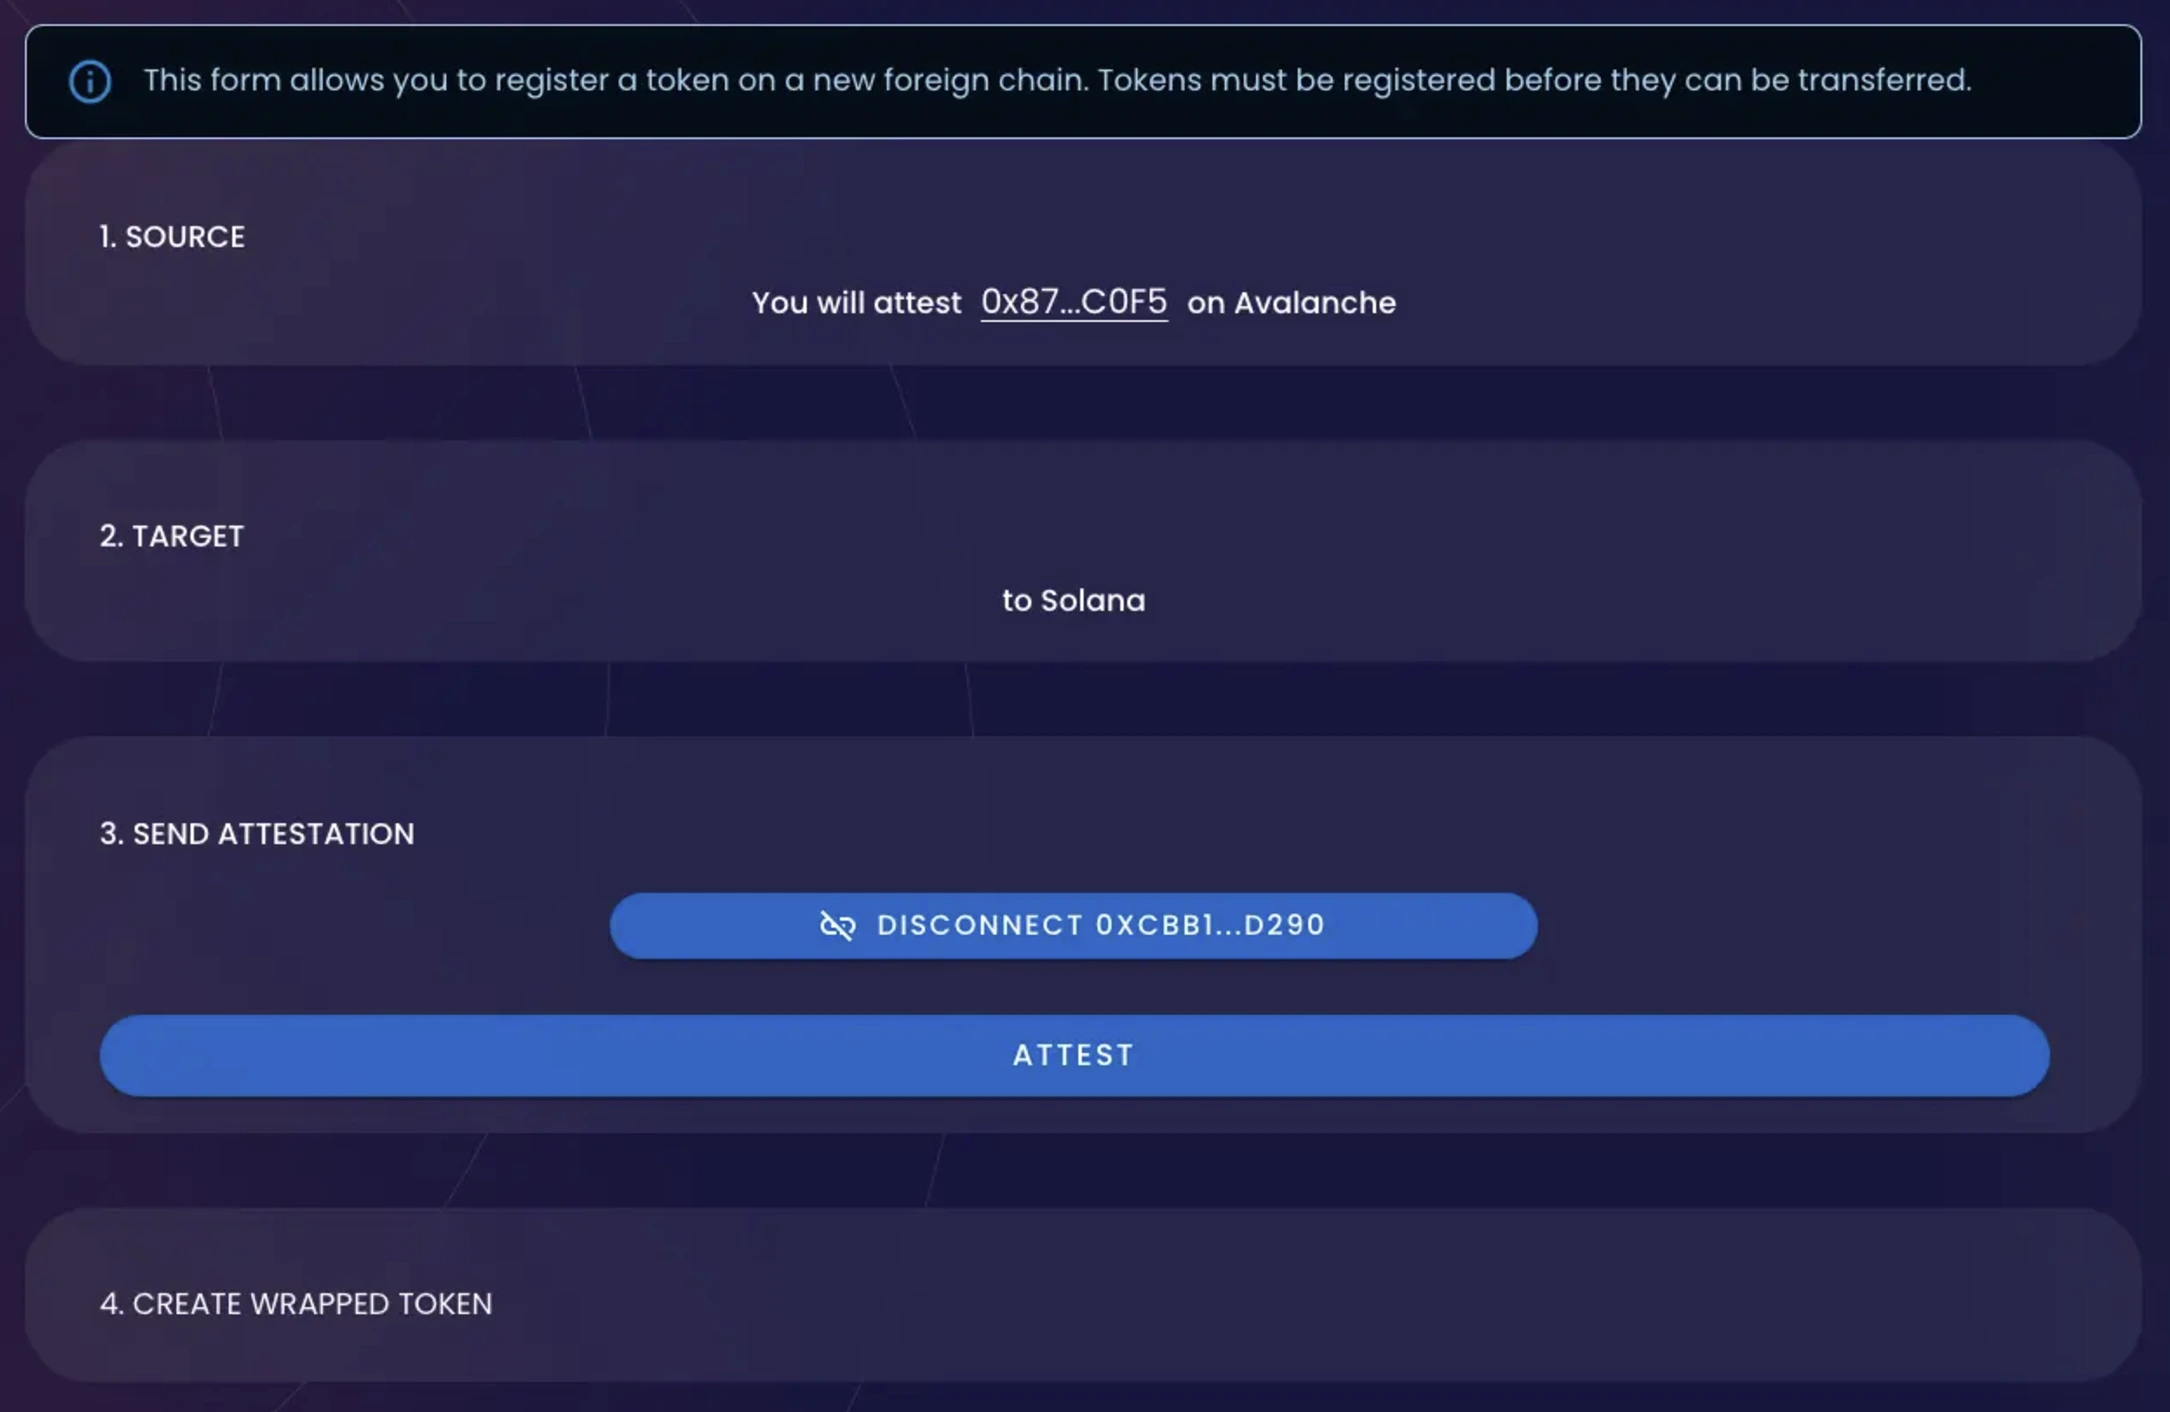 This form allows you to register a token on a new foreign chain. Tokens must be registered before they can be transferred.
1. SOURCE
You will attest 0x87...C0F5 on Avalanche
2. TARGET
to Solana
3. SEND ATTESTATION
DISCONNECT 0XCBB1...D290
ATTEST
4. CREATE WRAPPED TOKEN